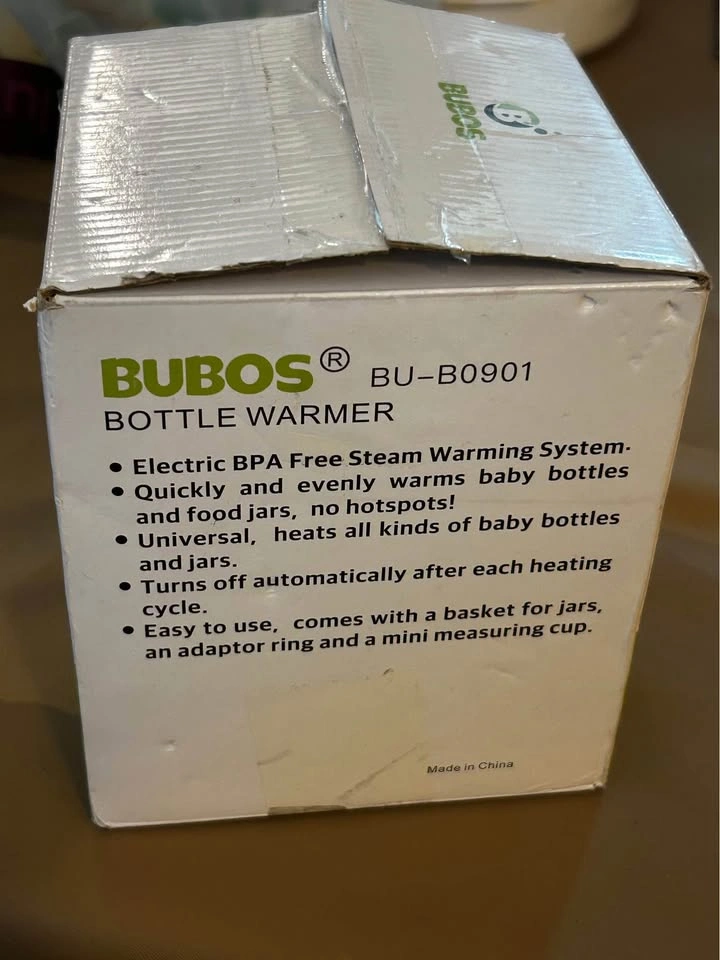 BUBOS
B
BUBOS® BU-B0901
BOTTLE WARMER
• Electric BPA Free Steam Warming System.
• Quickly and evenly warms baby bottles
and food jars, no hotspots!
• Universal, heats all kinds of baby bottles
and jars.
• Turns off automatically after each heating
cycle.
• Easy to use, comes with a basket for jars,
an adaptor ring and a mini measuring cup.
Made in China